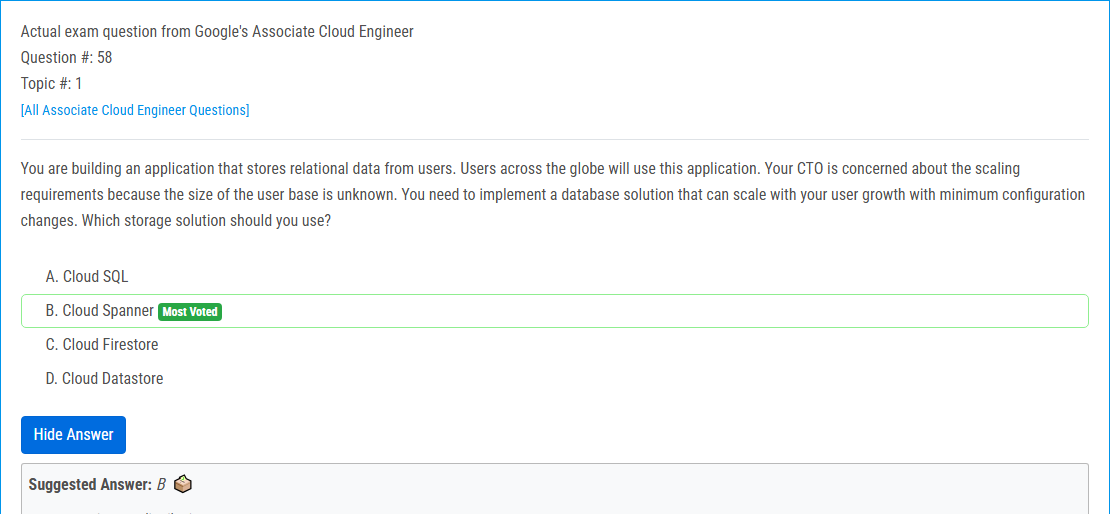 Actual exam question from Google's Associate Cloud Engineer
Question #: 58
Topic #: 1
[All Associate Cloud Engineer Questions]
You are building an application that stores relational data from users. Users across the globe will use this application. Your CTO is concerned about the scaling
requirements because the size of the user base is unknown. You need to implement a database solution that can scale with your user growth with minimum configuration
changes. Which storage solution should you use?
A. Cloud SQL
B. Cloud Spanner Most Voted
C. Cloud Firestore
D. Cloud Datastore
Hide Answer
Suggested Answer: B